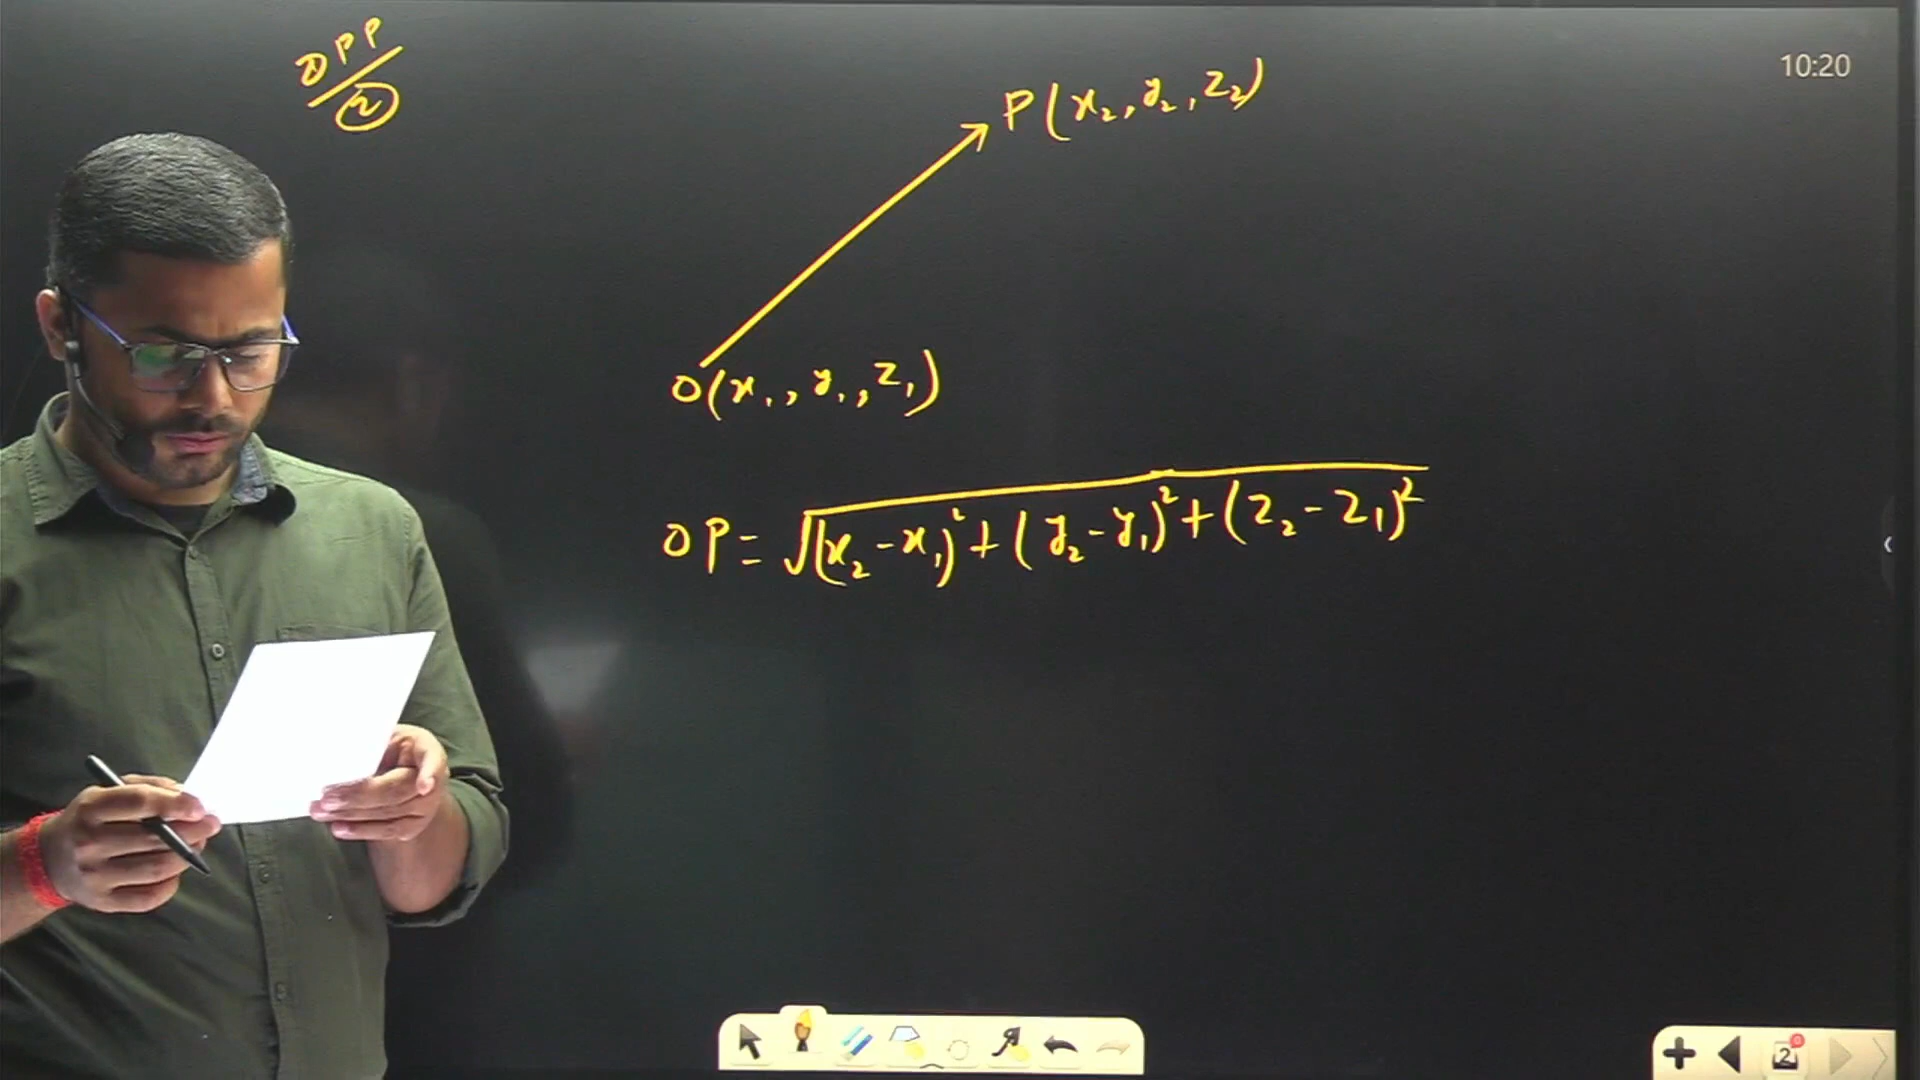 DPP
2
10:20
P(x₂, y₂, z₂)
O(x₁, y₁, z₁)
OP = √(x₂ - x₁)² + (y₂ - y₁)² + (z₂ - z₁)²
2